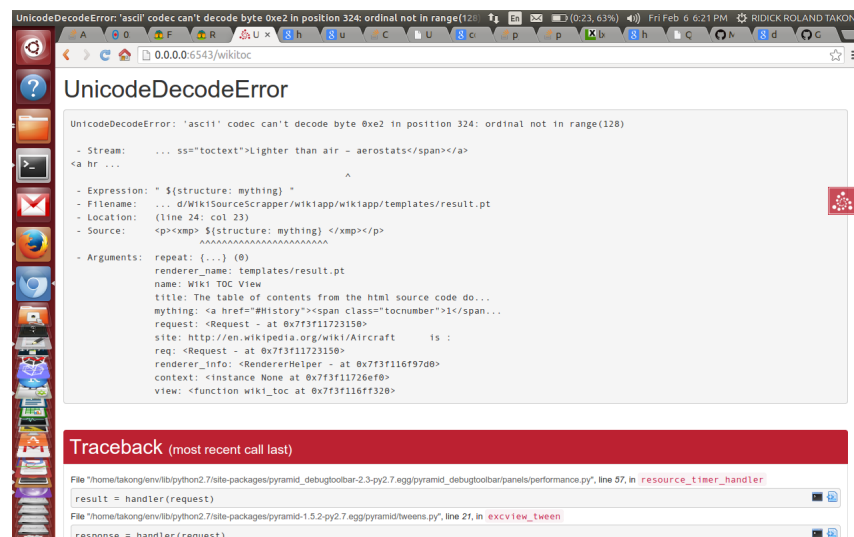 UnicodeDecodeError: 'ascii' codec can't decode byte 0xe2 in position 324: ordinal not in range(128) En (0:23, 63%) Fri Feb 6 6:21 PM RIDICK ROLAND TAKON
A 0 F R U × h u C U c p p b h Ç d G
0.0.0.0:6543/wikitoc
UnicodeDecodeError
UnicodeDecodeError: 'ascii' codec can't decode byte 0xe2 in position 324: ordinal not in range(128)
- Stream: ... ss="toctext">Lighter than air – aerostats</span></a>
<a hr ...
^
- Expression: " ${structure: mything} "
- Filename: ... d/WikiSourceScrapper/wikiapp/wikiapp/templates/result.pt
- Location: (line 24: col 23)
- Source: <p><xmp> ${structure: mything} </xmp></p>
^^^^^^^^^^^^^^^^^^^^^^^
- Arguments: repeat: {...} (0)
renderer_name: templates/result.pt
name: Wiki TOC View
title: The table of contents from the html source code do...
mything: <a href="#History"><span class="tocnumber">1</span...
request: <Request - at 0x7f3f11723150>
site: http://en.wikipedia.org/wiki/Aircraft is :
req: <Request - at 0x7f3f11723150>
renderer_info: <RendererHelper - at 0x7f3f116f97d0>
context: <instance None at 0x7f3f11726ef0>
view: <function wiki_toc at 0x7f3f116ff320>
Traceback (most recent call last)
File "/home/takong/env/lib/python2.7/site-packages/pyramid_debugtoolbar-2.3-py2.7.egg/pyramid_debugtoolbar/panels/performance.py", line 57, in resource_timer_handler
result = handler(request)
File "/home/takong/env/lib/python2.7/site-packages/pyramid-1.5.2-py2.7.egg/pyramid/tweens.py", line 21, in excview_tween
response = handler(request)